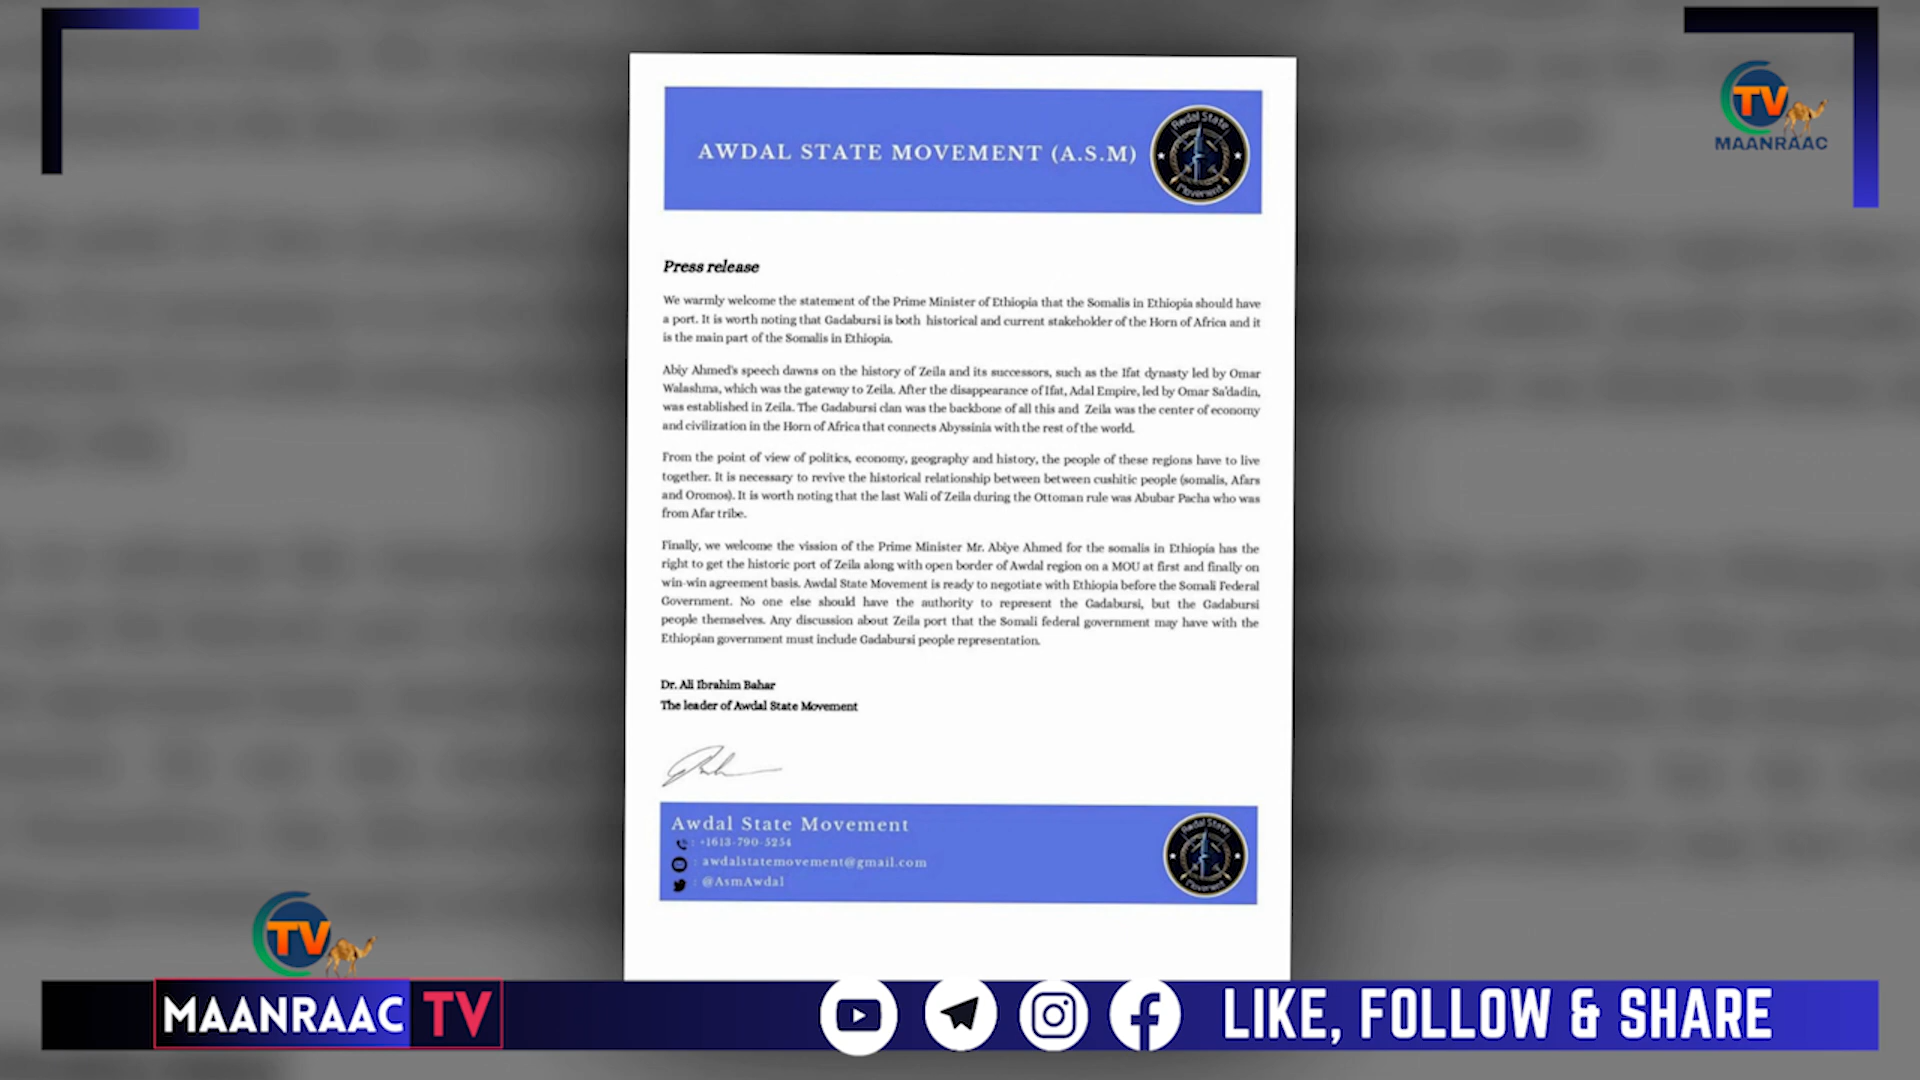 TV
MAANRAAC
AWDAL STATE MOVEMENT (A.S.M)
Awdal State
Movement
Press release
We warmly welcome the statement of the Prime Minister of Ethiopia that the Somalis in Ethiopia should have
a port. It is worth noting that Gadabursi is both historical and current stakeholder of the Horn of Africa and it
is the main part of the Somalis in Ethiopia.
Abiy Ahmed's speech dawns on the history of Zeila and its successors, such as the Ifat dynasty led by Omar
Walashma, which was the gateway to Zeila. After the disappearance of Ifat, Adal Empire, led by Omar Sa'dadin,
was established in Zeila. The Gadabursi clan was the backbone of all this and Zeila was the center of economy
and civilization in the Horn of Africa that connects Abyssinia with the rest of the world.
From the point of view of politics, economy, geography and history, the people of these regions have to live
together. It is necessary to revive the historical relationship between between cushitic people (somalis, Afars
and Oromos). It is worth noting that the last Wali of Zeila during the Ottoman rule was Abubar Pacha who was
from Afar tribe.
Finally, we welcome the vission of the Prime Minister Mr. Abiye Ahmed for the somalis in Ethiopia has the
right to get the historic port of Zeila along with open border of Awdal region on a MOU at first and finally on
win-win agreement basis. Awdal State Movement is ready to negotiate with Ethiopia before the Somali Federal
Government. No one else should have the authority to represent the Gadabursi, but the Gadabursi
people themselves. Any discussion about Zeila port that the Somali federal government may have with the
Ethiopian government must include Gadabursi people representation.
Dr. Ali Ibrahim Bahar
The leader of Awdal State Movement
Awdal State Movement
: +1613-790-5254
: awdalstatemovement@gmail.com
: @AsmAwdal
Awdal State
Movement
TV
MAANRAAC TV
LIKE, FOLLOW & SHARE